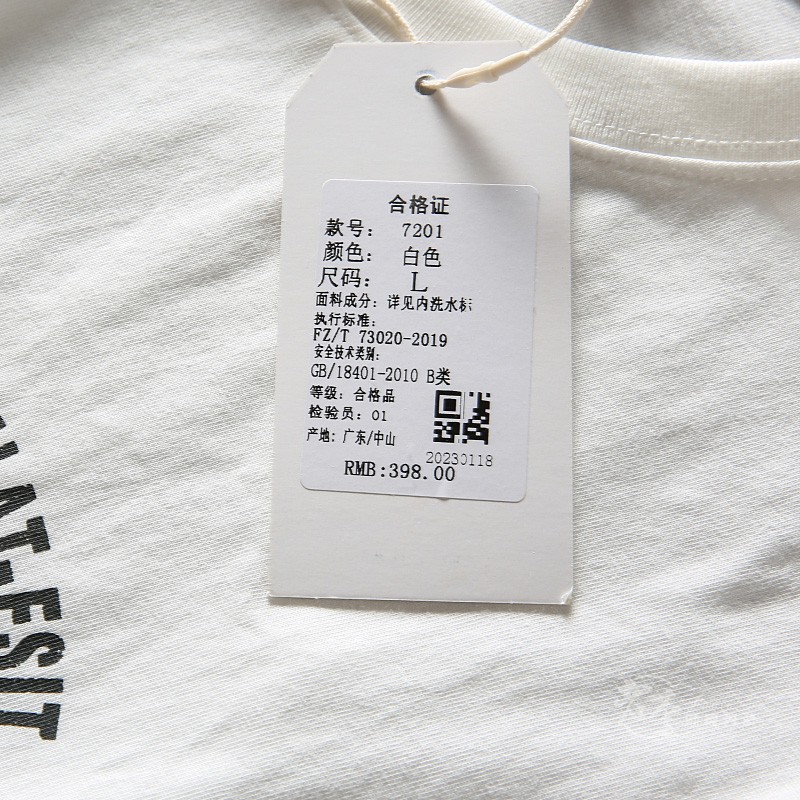 合格证
款号： 7201
颜色： 白色
尺码： L
面料成分：详见内洗水标
执行标准：
FZ/T 73020-2019
安全技术类别：
GB/18401-2010 B类
等级：合格品
检验员：01
产地：广东/中山
20230118
RMB:398.00
AT-ESIT